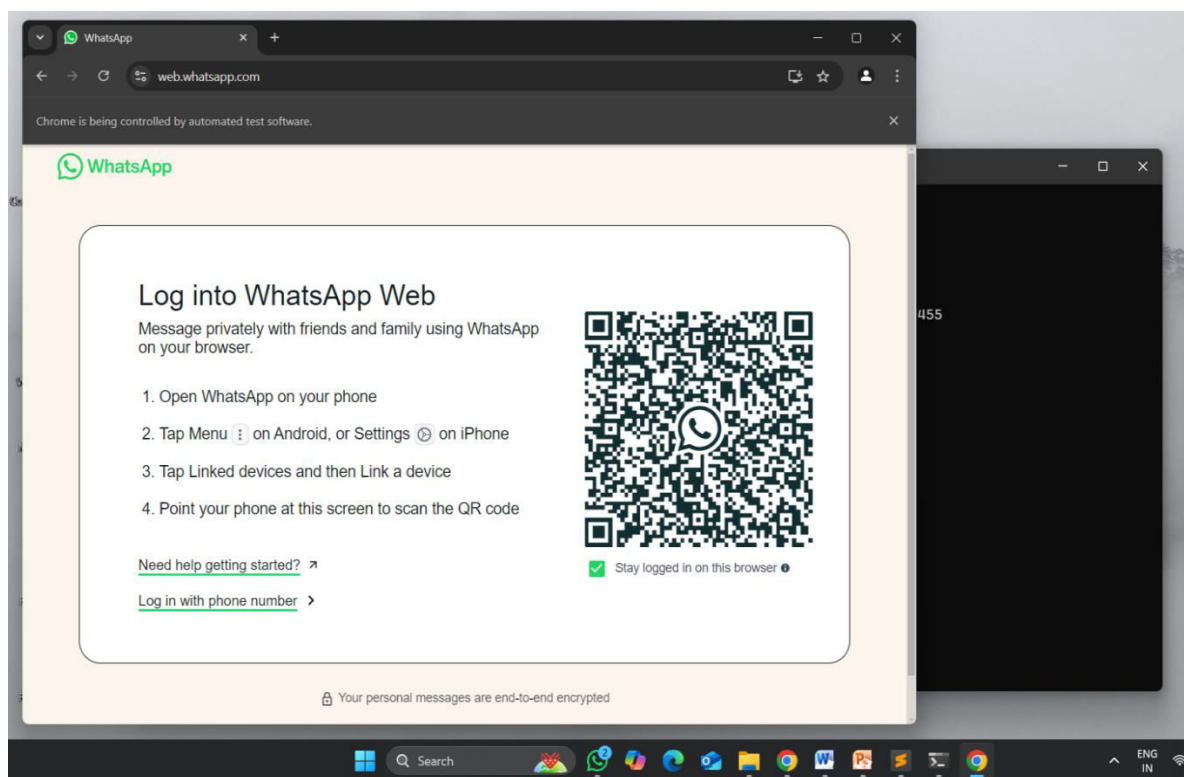 WhatsApp
web.whatsapp.com
Chrome is being controlled by automated test software.
WhatsApp
Log into WhatsApp Web
Message privately with friends and family using WhatsApp
on your browser.
1. Open WhatsApp on your phone
2. Tap Menu on Android, or Settings on iPhone
3. Tap Linked devices and then Link a device
4. Point your phone at this screen to scan the QR code
Need help getting started?
Stay logged in on this browser
Log in with phone number
Your personal messages are end-to-end encrypted
455
Search
2
ENG
IN